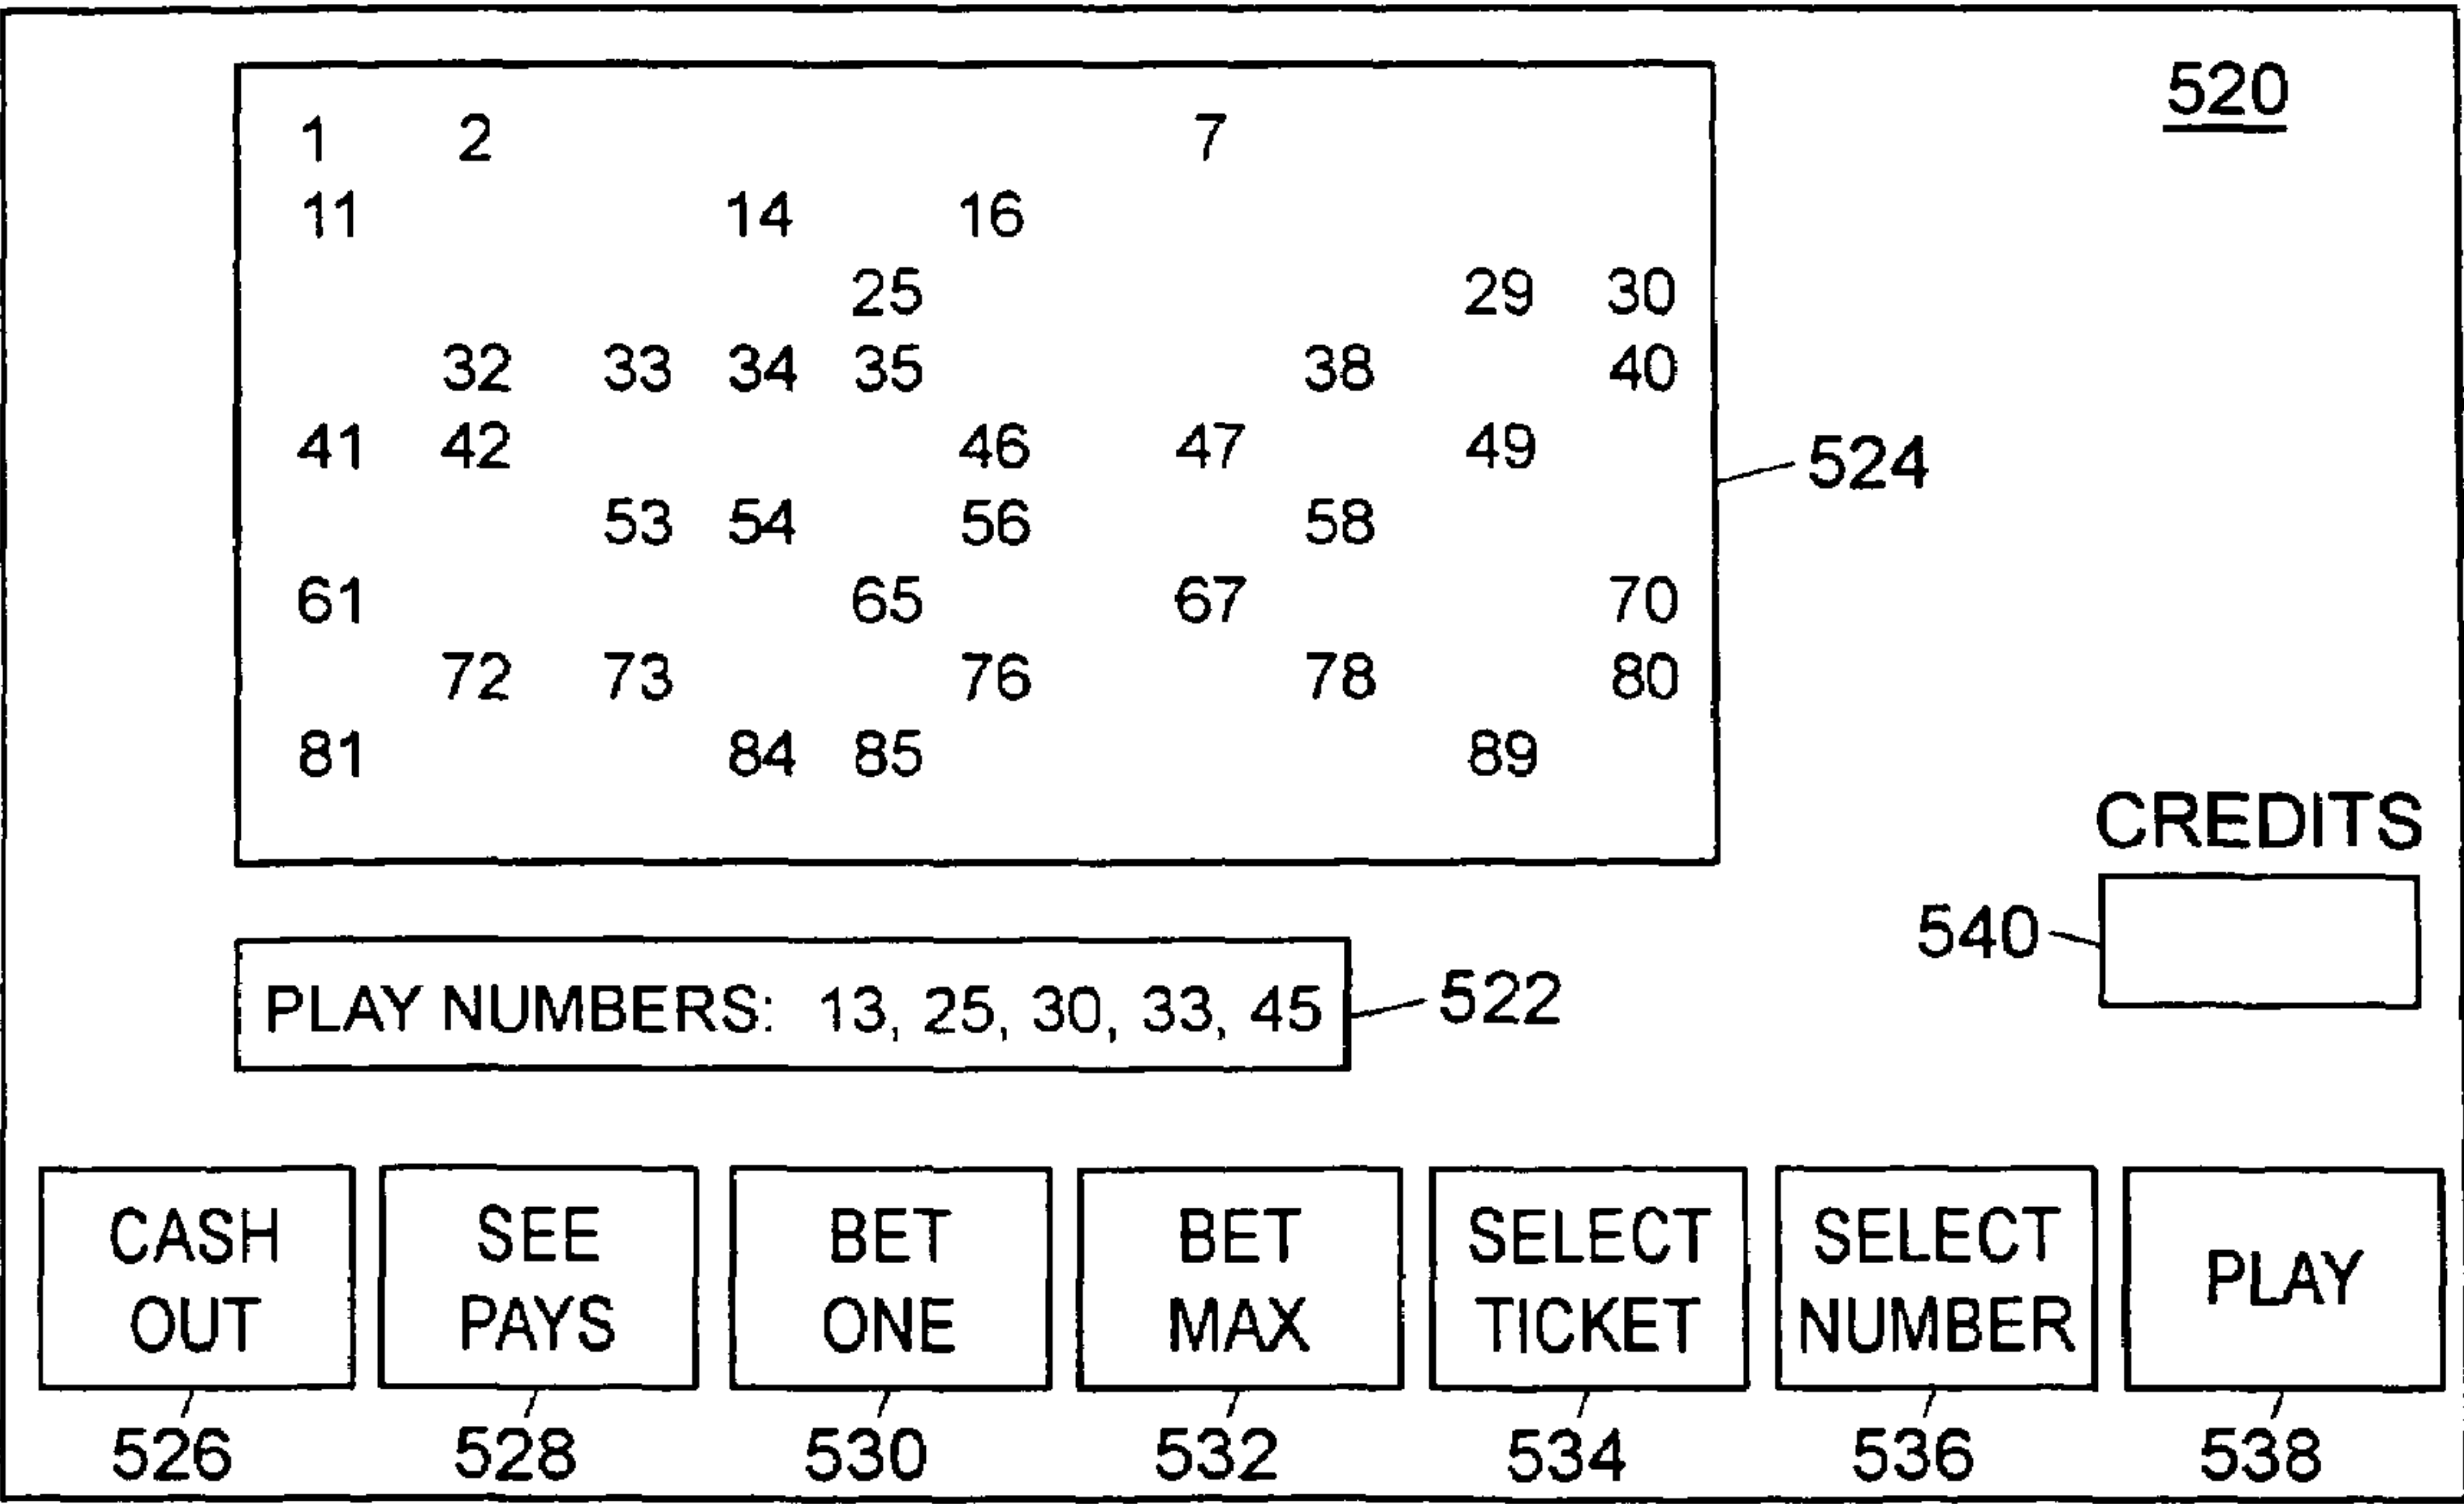 520
1 2 7
11 14 16
25 29 30
32 33 34 35 38 40
41 42 46 47 49
524
53 54 56 58
61 65 67 70
72 73 76 78 80
81 84 85 89
CREDITS
540
PLAY NUMBERS: 13, 25, 30, 33, 45
522
CASH
OUT
SEE
PAYS
BET
ONE
BET
MAX
SELECT
TICKET
SELECT
NUMBER
PLAY
526 528 530 532 534 536 538